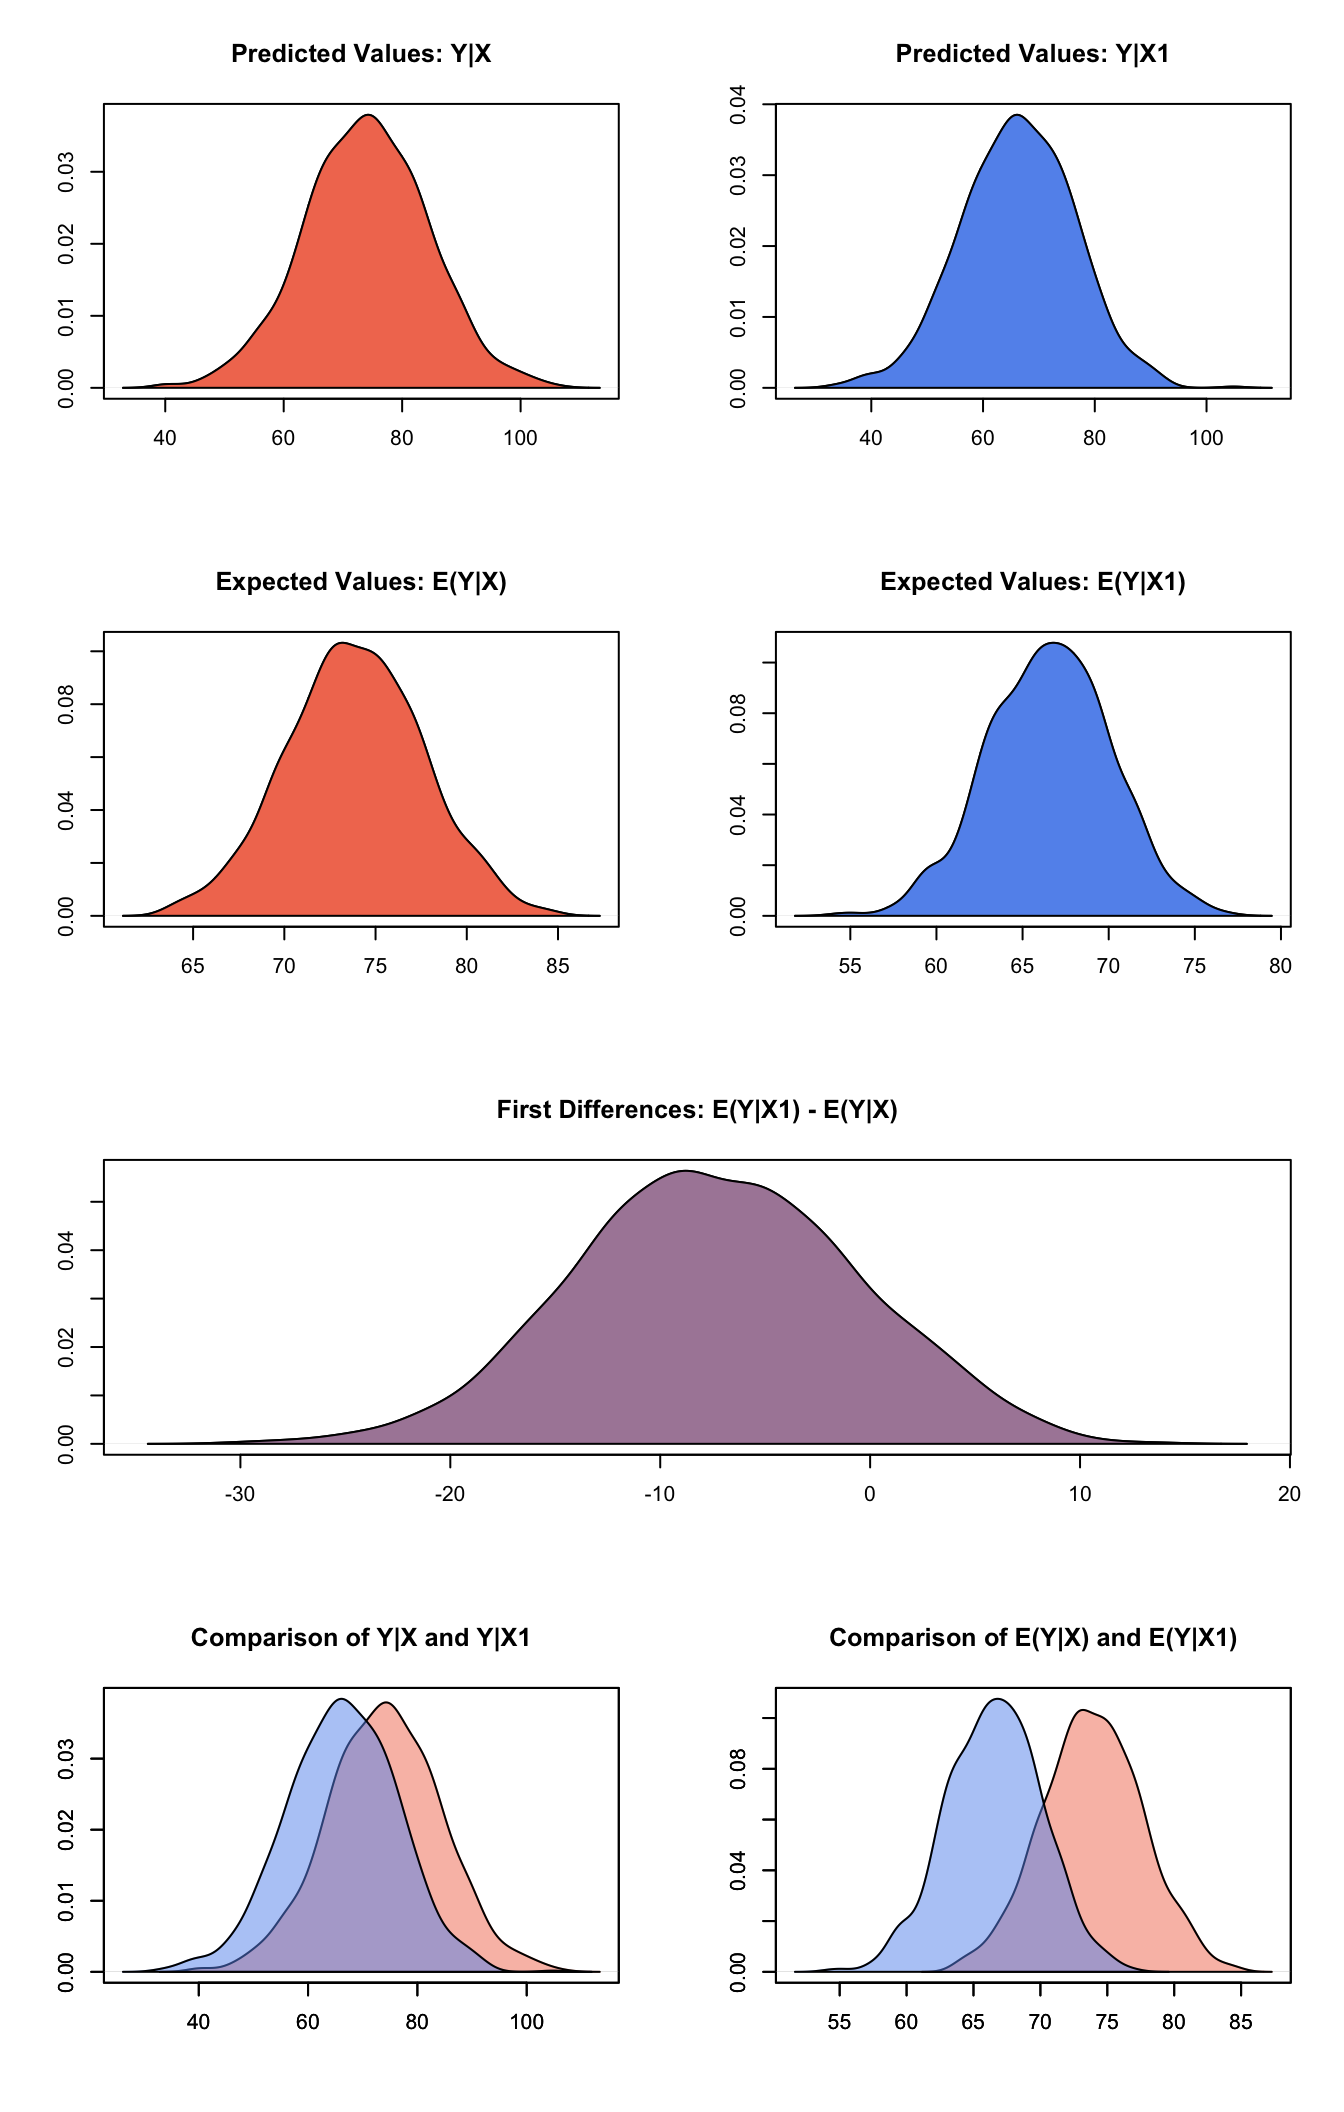 Predicted Values: Y|X
0.00 0.01 0.02 0.03
40 60 80 100
Predicted Values: Y|X1
0.00 0.01 0.02 0.03 0.04
40 60 80 100
Expected Values: E(Y|X)
0.00 0.04 0.08
65 70 75 80 85
Expected Values: E(Y|X1)
0.00 0.04 0.08
55 60 65 70 75 80
First Differences: E(Y|X1) - E(Y|X)
0.00 0.02 0.04
-30 -20 -10 0 10 20
Comparison of Y|X and Y|X1
0.00 0.01 0.02 0.03
40 60 80 100
Comparison of E(Y|X) and E(Y|X1)
0.00 0.04 0.08
55 60 65 70 75 80 85